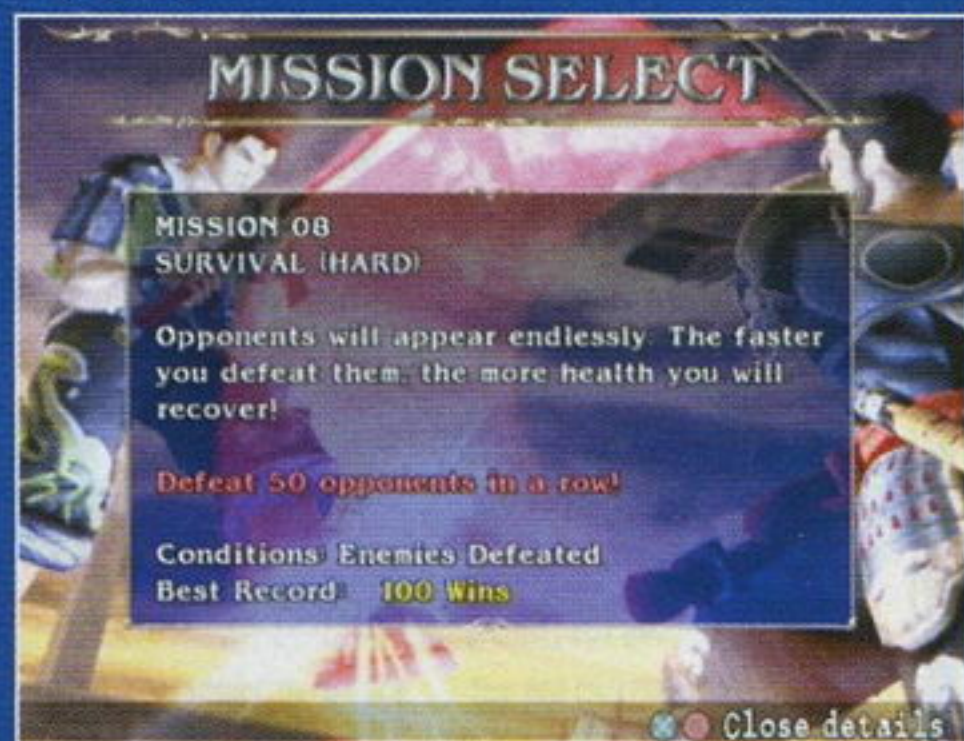 MISSION SELECT
MISSION 08
SURVIVAL (HARD)
Opponents will appear endlessly. The faster
you defeat them, the more health you will
recover!
Defeat 50 opponents in a row!
Conditions: Enemies Defeated
Best Record: 100 Wins
Close details